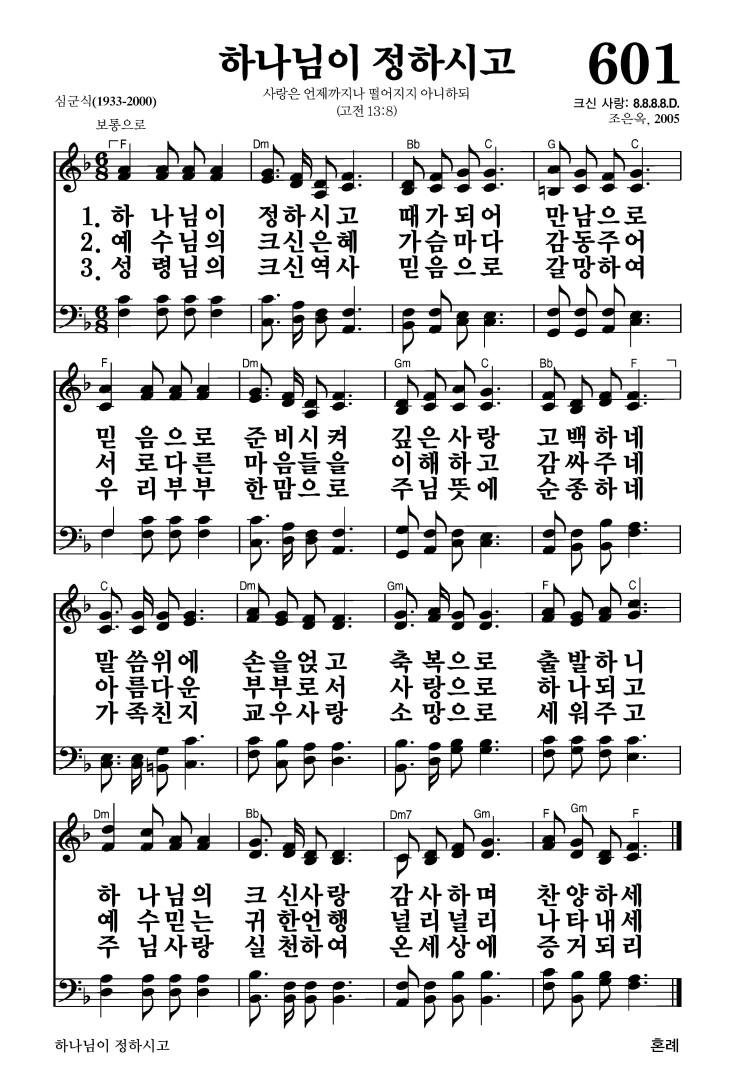 하나님이 정하시고
601
사랑은 언제까지나 떨어지지 아니하되
(고전 13:8)
심군식(1933-2000)
크신 사랑: 8.8.8.8.D.
조은옥, 2005
보통으로
F Dm Bb C G C
1. 하 나님이 정하시고 때가되어 만남으로
2. 예 수님의 크신은혜 가슴마다 감동주어
3. 성 령님의 크신역사 믿음으로 갈망하여
F Dm Gm C Bb F
믿 음으로 준비시켜 깊은사랑 고백하네
서 로다른 마음들을 이해하고 감싸주네
우 리부부 한맘으로 주님뜻에 순종하네
C Dm Gm F C
말 씀위에 손을얹고 축복으로 출발하니
아름다운 부부로서 사랑으로 하나되고
가족친지 교우사랑 소망으로 세워주고
Dm Bb Dm7 Gm F Gm F
하 나님의 크신사랑 감사하며 찬양하세
예 수믿는 귀한언행 널리널리 나타내세
주 님사랑 실천하여 온세상에 증거되리
하나님이 정하시고
혼례